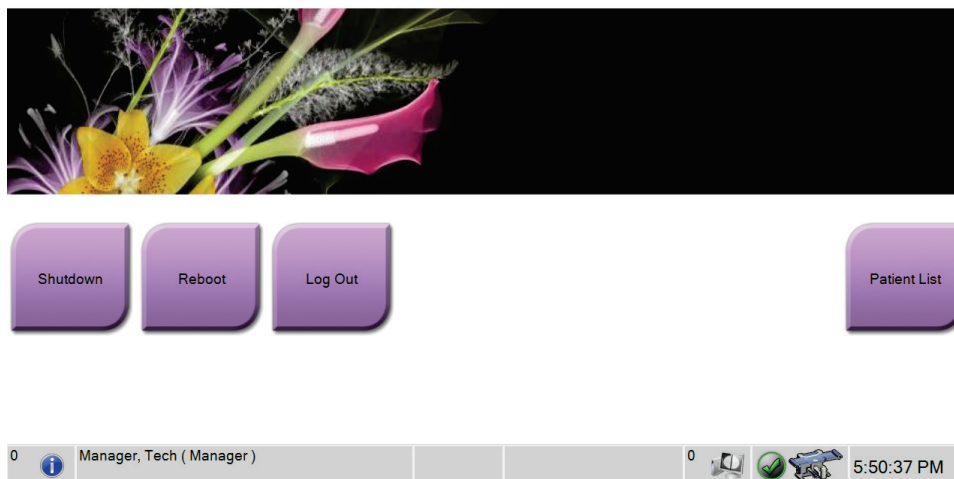 Shutdown
Reboot
Log Out
Patient List
0
Manager, Tech ( Manager )
0
5:50:37 PM